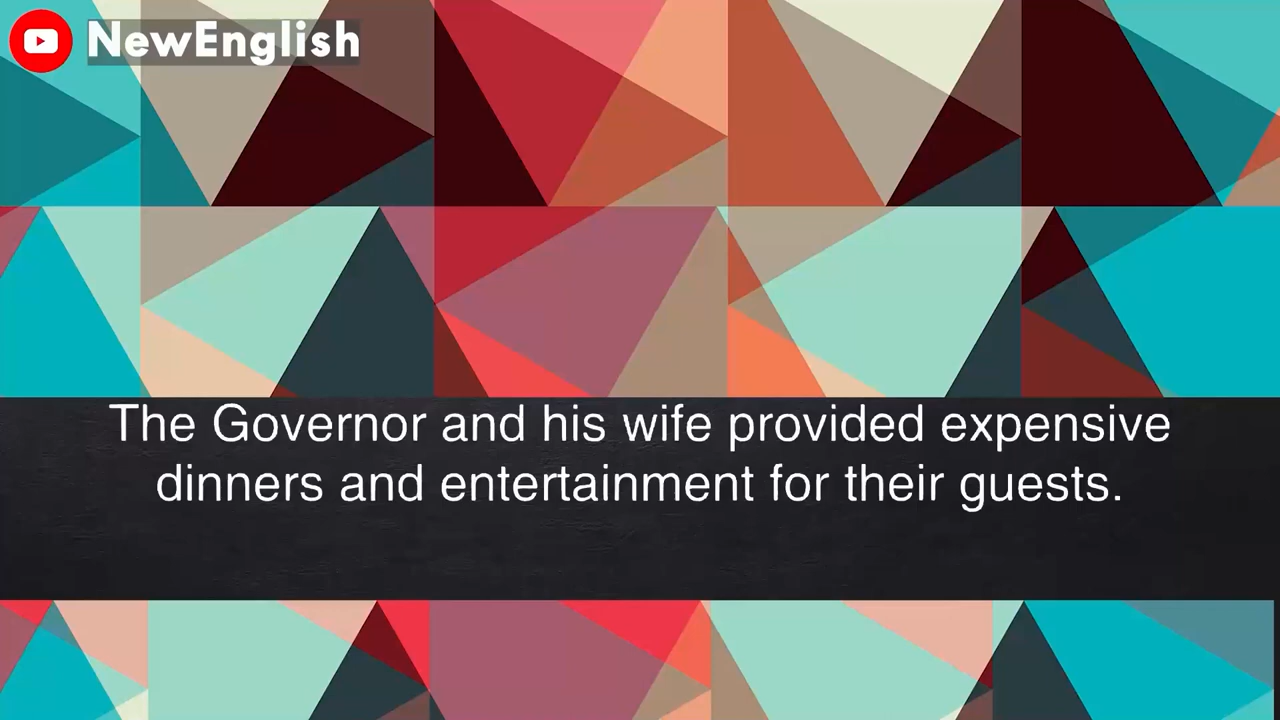 NewEnglish
The Governor and his wife provided expensive
dinners and entertainment for their guests.